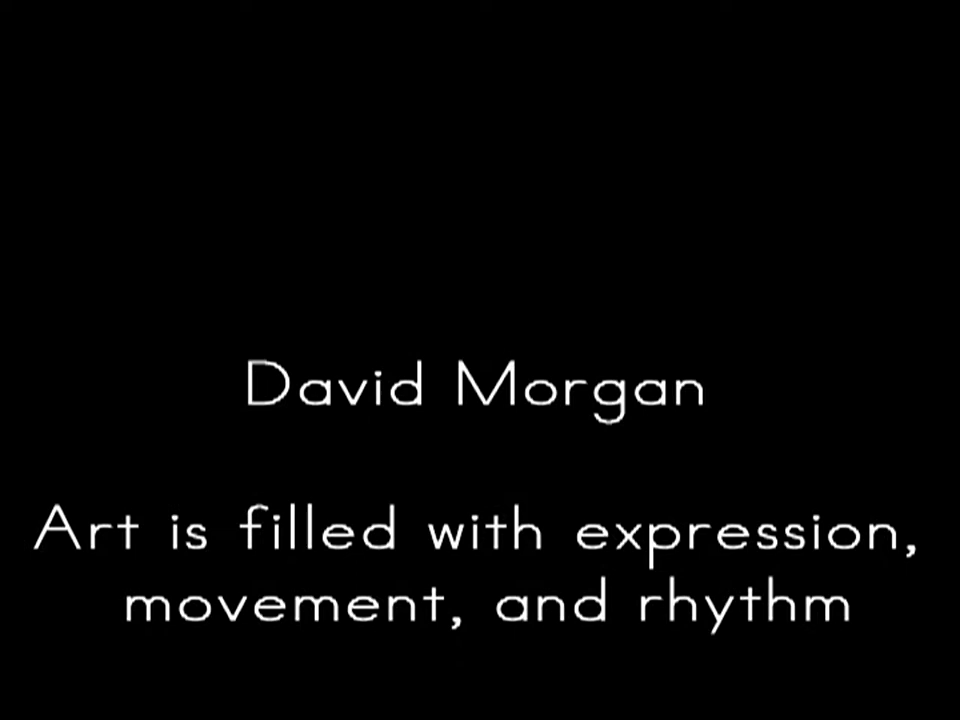 David Morgan
Art is filled with expression,
movement, and rhythm